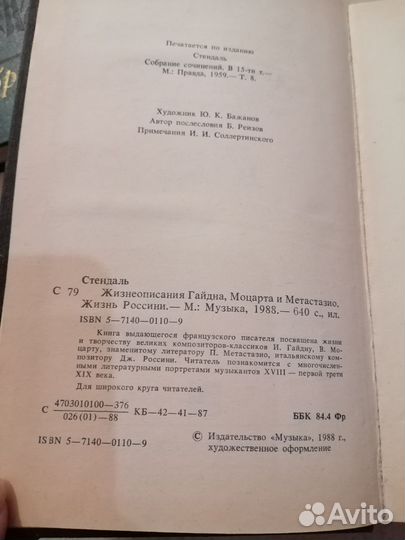 Печатается по изданию
Стендаль
Собрание сочинений. В 15-ти т.—
М.: Правда, 1959.— Т. 8.
Художник Ю. К. Бажанов
Автор послесловия Б. Реизов
Примечания И. И. Соллертинского
Стендаль
С 79 Жизнеописания Гайдна, Моцарта и Метастазио.
Жизнь Россини.— М.: Музыка, 1988.— 640 с., ил.
ISBN 5—7140—0110—9
Книга выдающегося французского писателя посвящена жизни
и творчеству великих композиторов-классиков И. Гайдну, В. Мо-
царту, знаменитому литератору П. Метастазио, итальянскому ком-
позитору Дж. Россини. Читатель познакомится с многочислен-
ными литературными портретами музыкантов XVIII — первой трети
XIX века.
Для широкого круга читателей.
С 4703010100—376
026(01)—88 КБ—42—41—87
ББК 84.4 Фр
ISBN 5—7140—0110—9
© Издательство «Музыка», 1988 г.,
художественное оформление
Avito